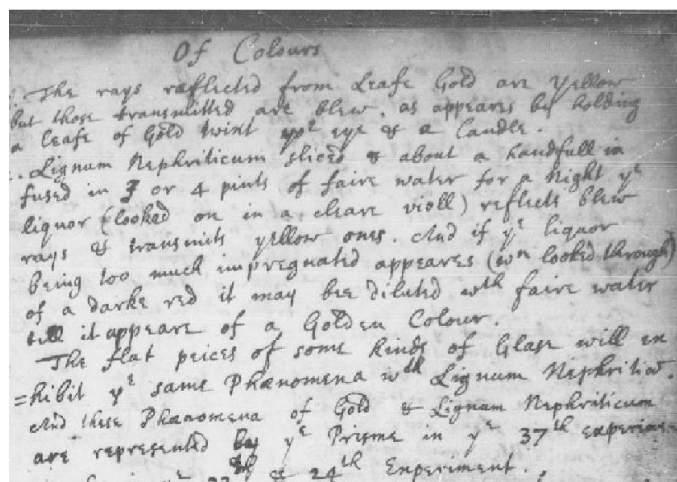 Of Colours
The rays reflected from Leafe Gold are yellow
but those transmitted are blew, as appears by holding
a leafe of Gold twixt yor eye & a Candle.
Lignum Nephriticum sliced & about a handfull in
fused in 3 or 4 pints of faire water for a night ye
liquor (looked on in a cleare violl) reflects blew
rays & transmits yellow ones. And if ye liquor
being too much impregnated appeares (wn looked through)
of a darke red it may bee diluted wth faire water
till it appeare of a Golden Colour.
The flat peices of some kinds of Glase will ex
=hibit ye same Phænomena wth Lignum Nephritic̄.
And these Phænomena of Gold & Lignum Nephriticum
are represented by ye Prisme in ye 37th experimen
& 24th Experiment.